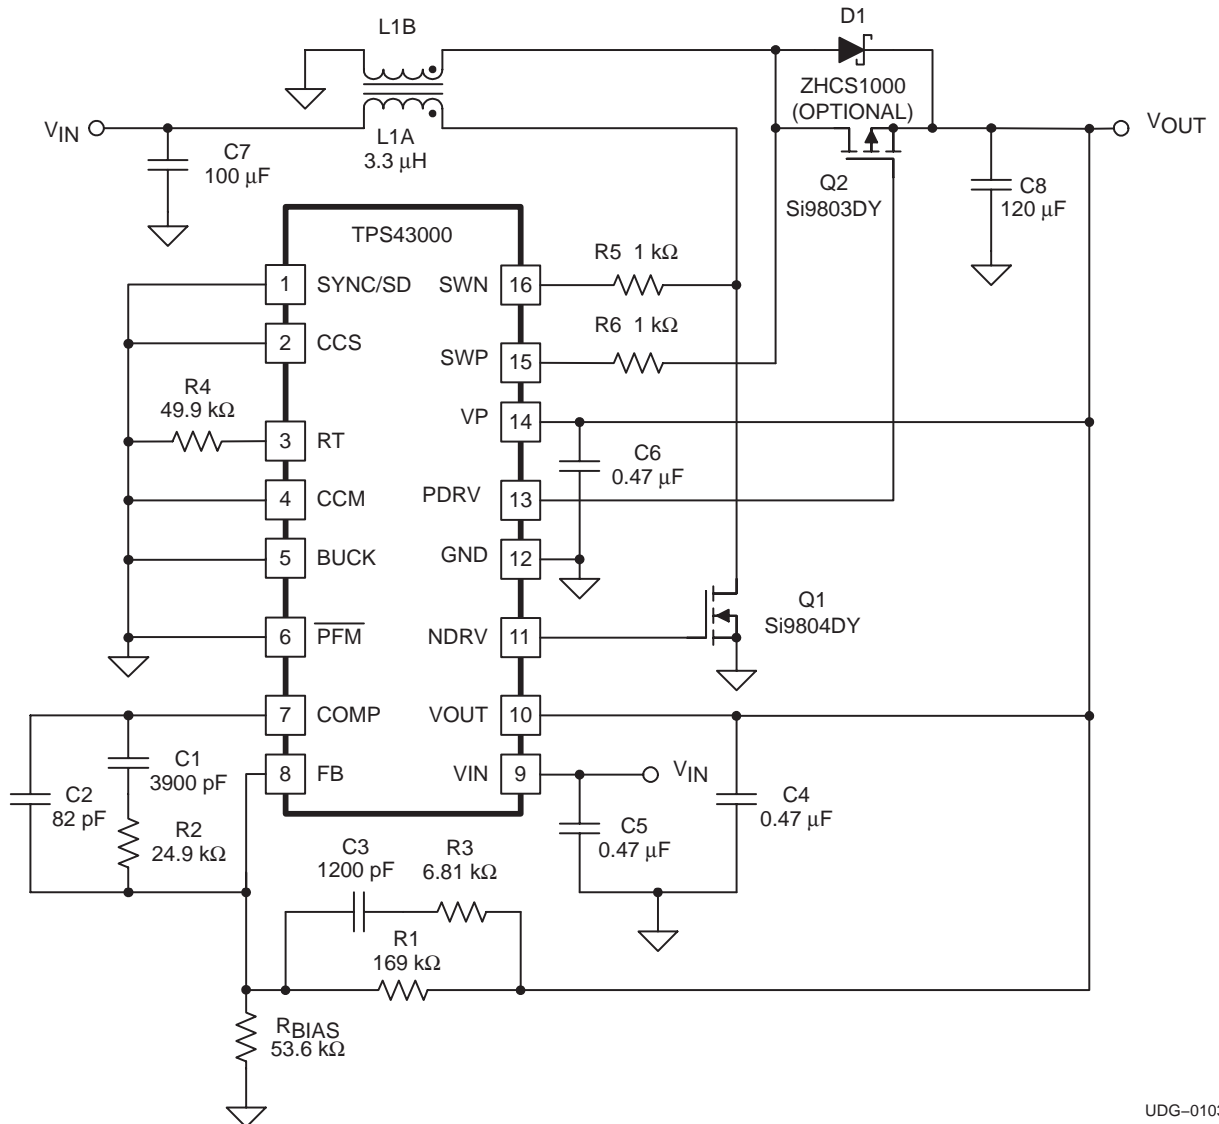 L1B
D1
ZHCS1000
(OPTIONAL)
VIN
L1A
3.3 μH
VOUT
C7
100 μF
Q2
Si9803DY
C8
120 μF
TPS43000
R5 1 kΩ
1 SYNC/SD SWN 16
R6 1 kΩ
2 CCS
SWP 15
R4
49.9 kΩ
VP 14
3 RT
C6
0.47 μF
4 CCM PDRV 13
5 BUCK GND 12
Q1
Si9804DY
6 PFM NDRV 11
7 COMP VOUT 10
C1
3900 pF
8 FB VIN 9
VIN
C2
82 pF
C4
0.47 μF
R2
24.9 kΩ
C5
0.47 μF
C3
1200 pF
R3
6.81 kΩ
R1
169 kΩ
RBIAS
53.6 kΩ
UDG–0103